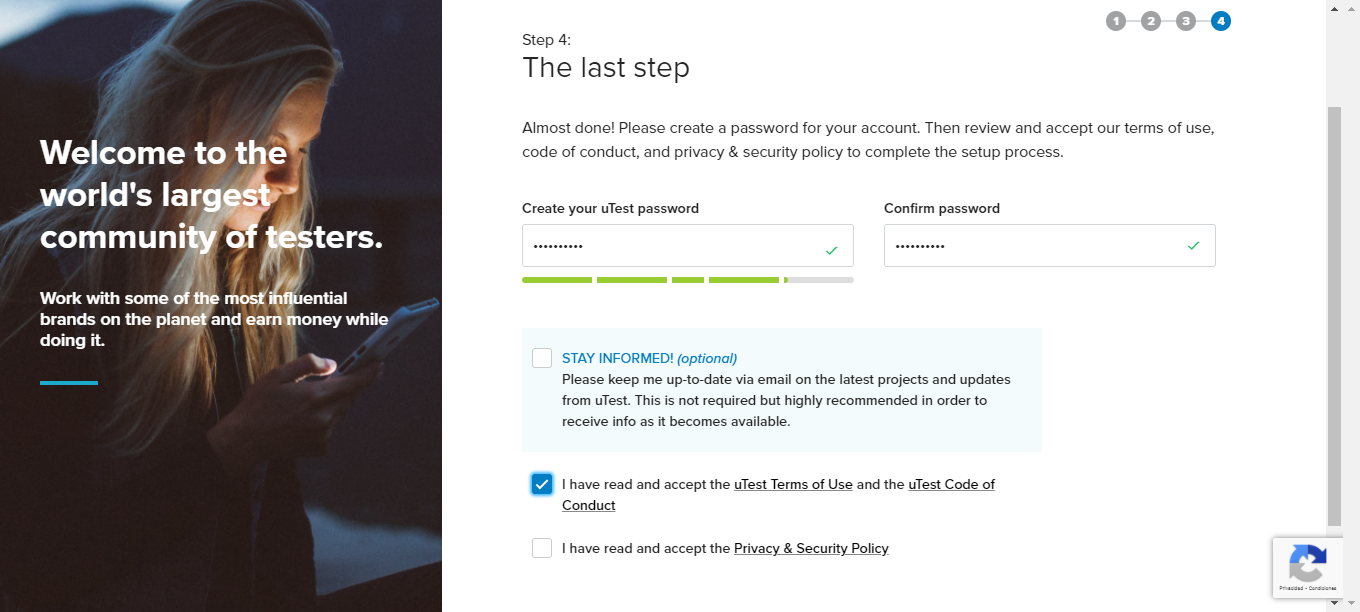 Welcome to the
world's largest
community of testers.
Work with some of the most influential
brands on the planet and earn money while
doing it.
1 2 3 4
Step 4:
The last step
Almost done! Please create a password for your account. Then review and accept our terms of use,
code of conduct, and privacy & security policy to complete the setup process.
Create your uTest password
Confirm password
••••••••••
••••••••••
STAY INFORMED! (optional)
Please keep me up-to-date via email on the latest projects and updates
from uTest. This is not required but highly recommended in order to
receive info as it becomes available.
I have read and accept the uTest Terms of Use and the uTest Code of
Conduct
I have read and accept the Privacy & Security Policy
Privacidad - Condiciones